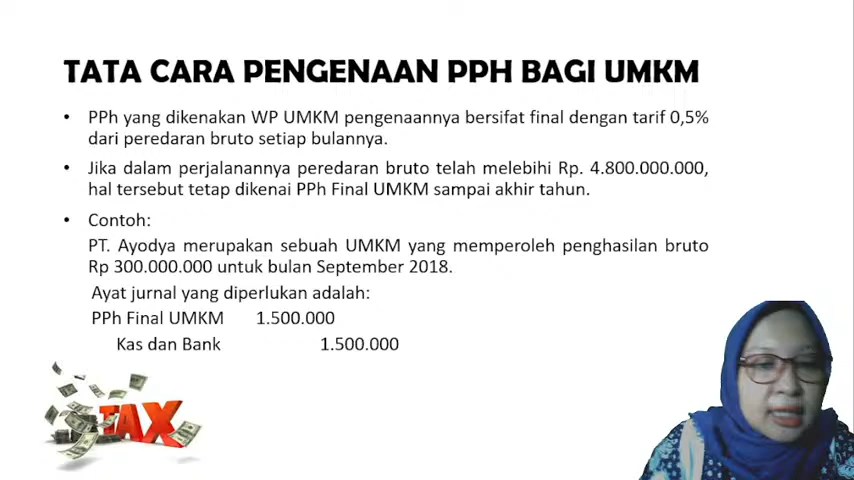 TATA CARA PENGENAAN PPH BAGI UMKM
• PPh yang dikenakan WP UMKM pengenaannya bersifat final dengan tarif 0,5%
dari peredaran bruto setiap bulannya.
• Jika dalam perjalanannya peredaran bruto telah melebihi Rp. 4.800.000.000,
hal tersebut tetap dikenai PPh Final UMKM sampai akhir tahun.
• Contoh:
PT. Ayodya merupakan sebuah UMKM yang memperoleh penghasilan bruto
Rp 300.000.000 untuk bulan September 2018.
Ayat jurnal yang diperlukan adalah:
PPh Final UMKM 1.500.000
Kas dan Bank 1.500.000
TAX